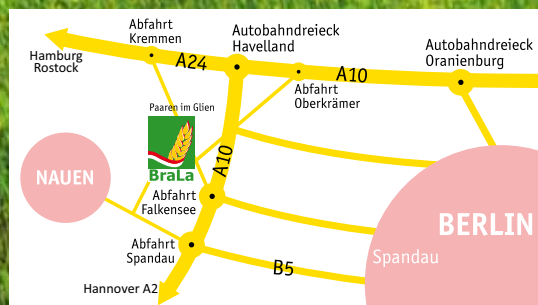 Abfahrt
Kremmen
Autobahndreieck
Havelland
Autobahndreieck
Oranienburg
Hamburg
Rostock
A24
A10
Abfahrt
Oberkrämer
Paaren im Glien
BraLa
A10
NAUEN
Abfahrt
Falkensee
BERLIN
Spandau
Abfahrt
Spandau
B5
Hannover A2